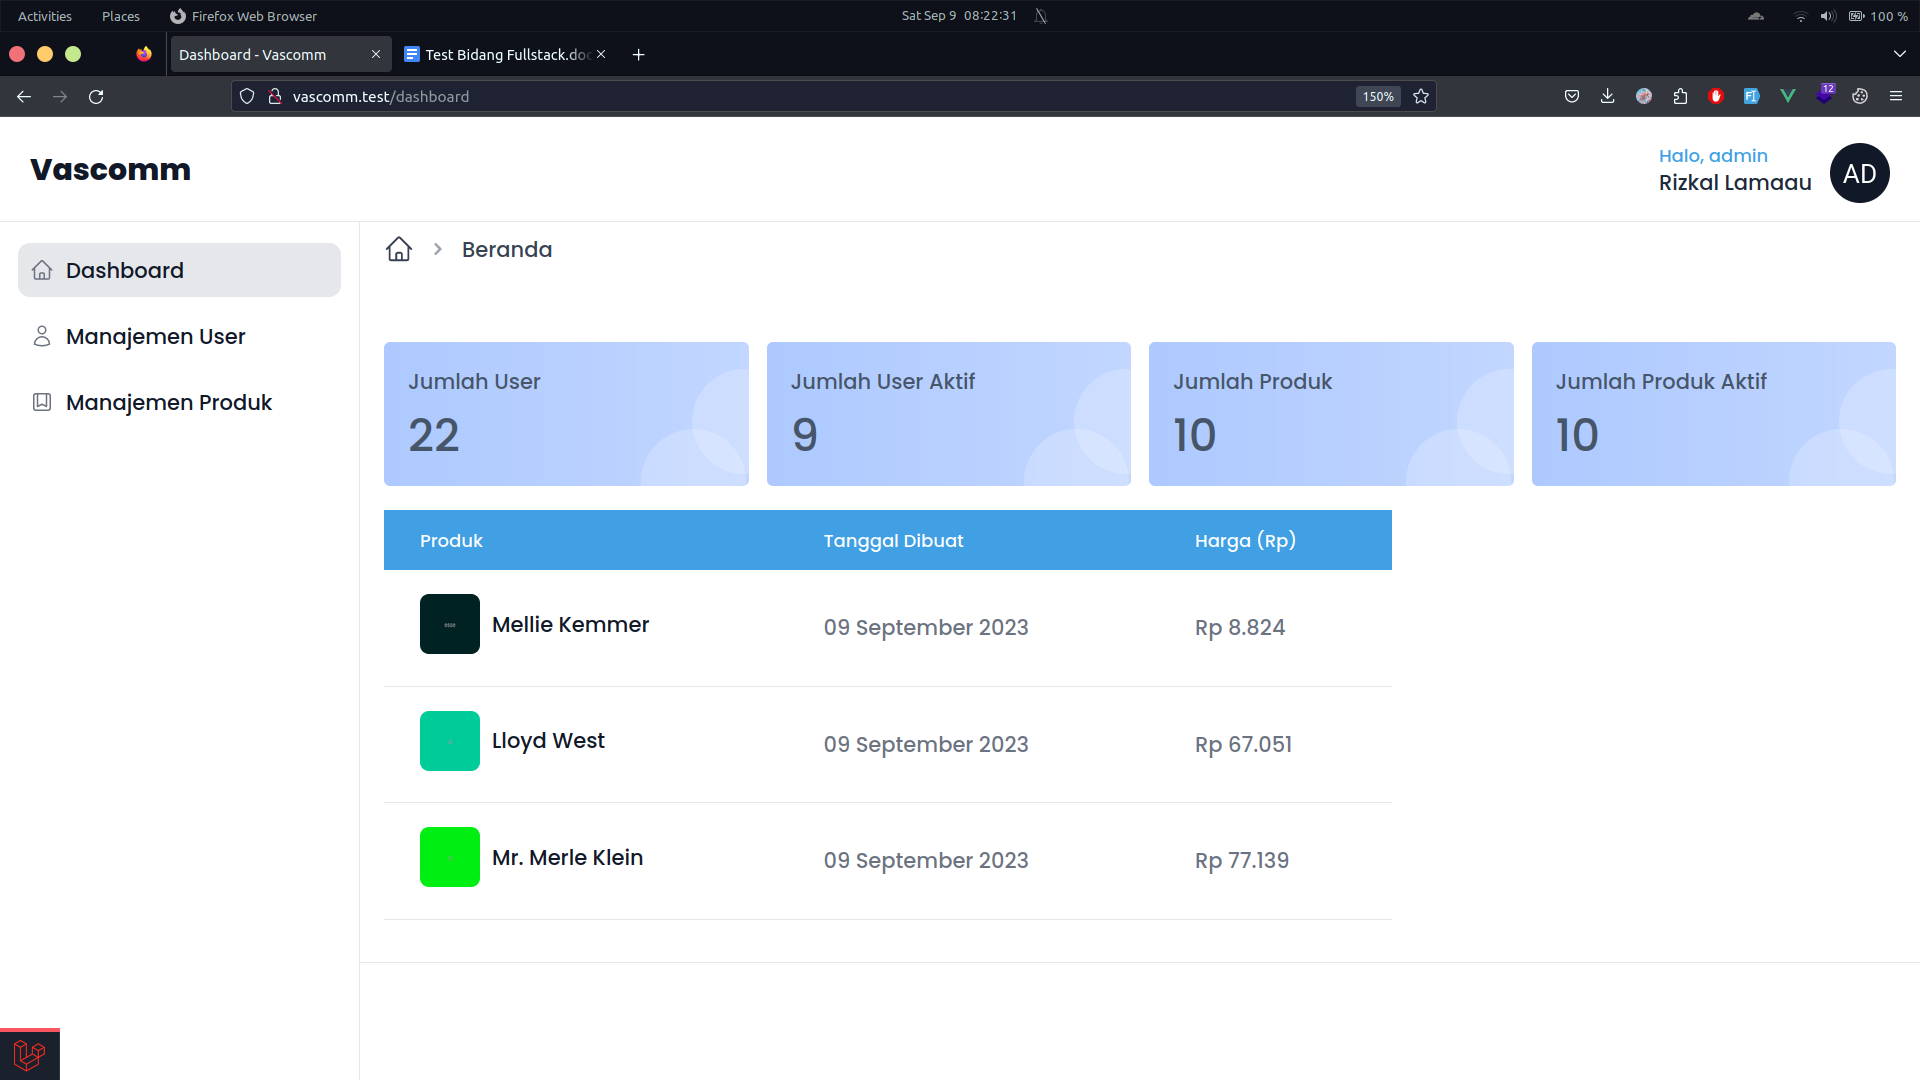 Activities Places Firefox Web Browser Sat Sep 9 08:22:31 100 %
Dashboard - Vascomm Test Bidang Fullstack.doc
vascomm.test/dashboard 150% 12
Vascomm
Halo, admin
Rizkal Lamaau
AD
Dashboard
Manajemen User
Manajemen Produk
Beranda
Jumlah User Jumlah User Aktif Jumlah Produk Jumlah Produk Aktif
22 9 10 10
Produk Tanggal Dibuat Harga (Rp)
Mellie Kemmer 09 September 2023 Rp 8.824
Lloyd West 09 September 2023 Rp 67.051
Mr. Merle Klein 09 September 2023 Rp 77.139